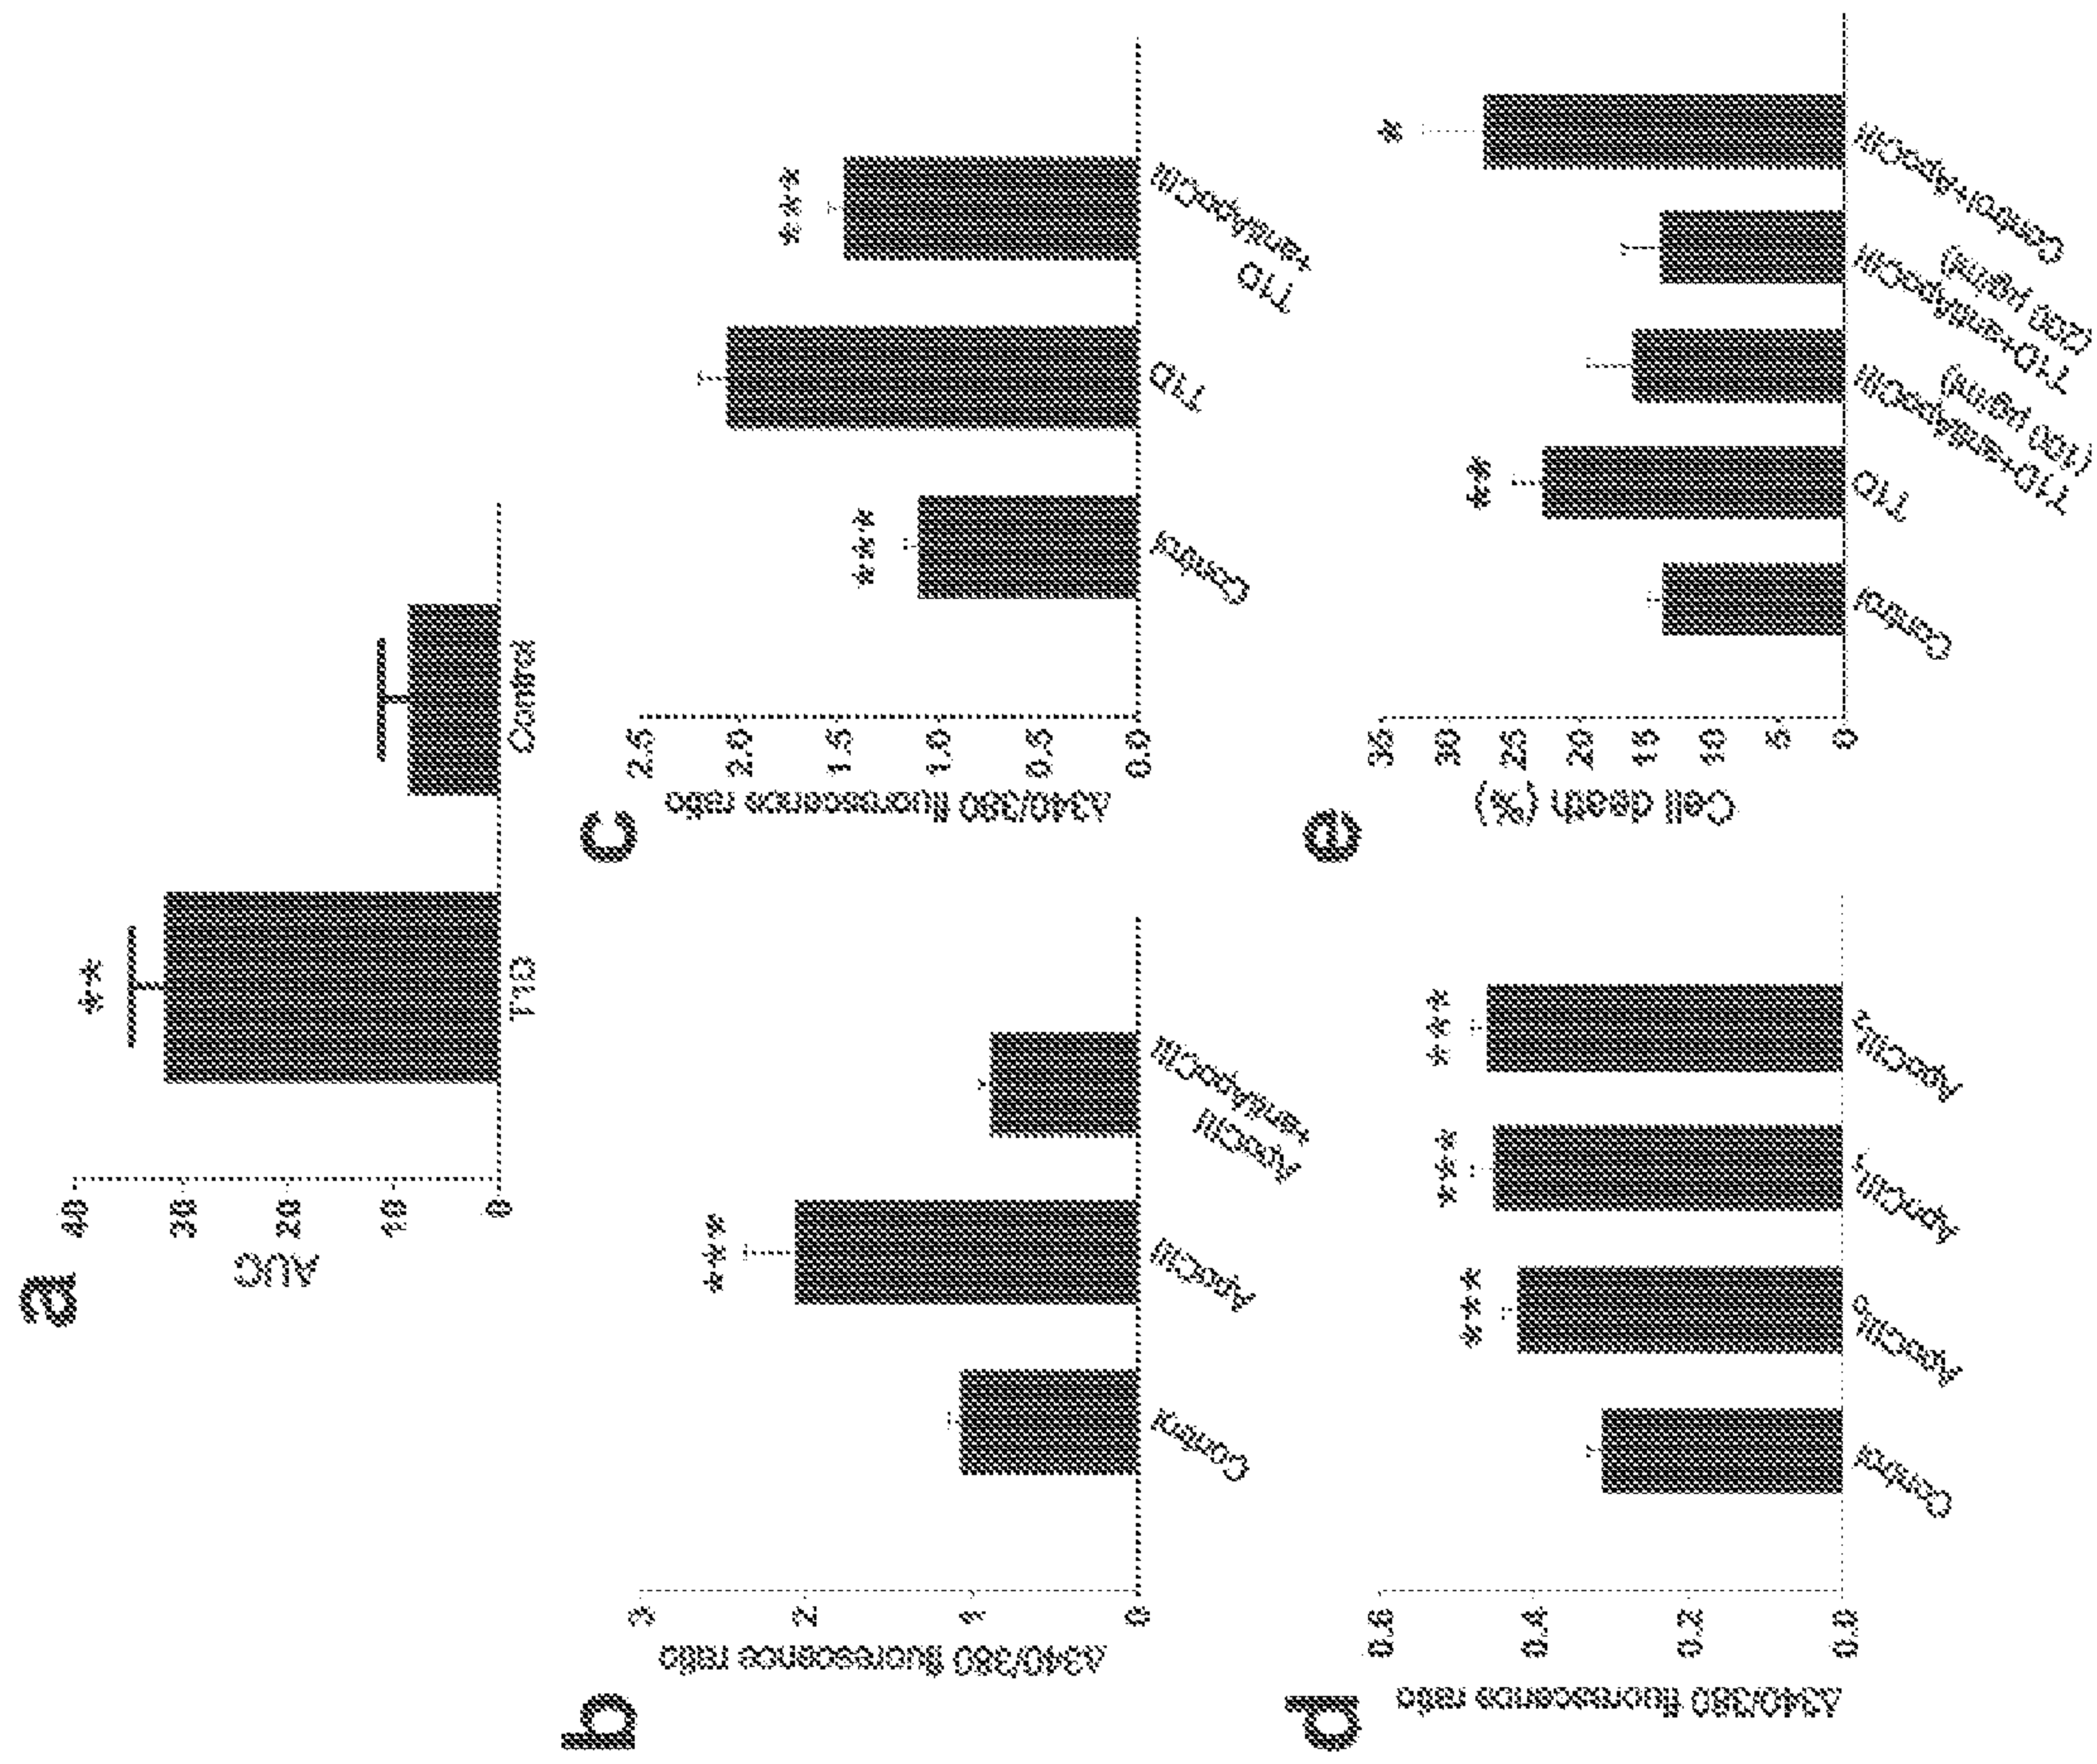 a
AUC
40
30
20
10
0
**
T1D
Control
b
Δ340/380 fluorescence ratio
3
2
1
0
***
Control
ApoCIII
ApoCIII
+antiApoCIII
c
Δ340/380 fluorescence ratio
2.5
2.0
1.5
1.0
0.5
0.0
***
***
Control
T1D
T1D
+antiApoCIII
d
Δ340/380 fluorescence ratio
0.6
0.4
0.2
0.0
***
***
***
Control
ApoCIII₀
ApoCIII₁
ApoCIII₂
e
Cell death (%)
35
30
25
20
15
10
5
0
**
*
Control
T1D
T1D+antiApoCIII
(100 µg/ml)
T1D+antiApoCIII
(200 µg/ml)
Control+ApoCIII